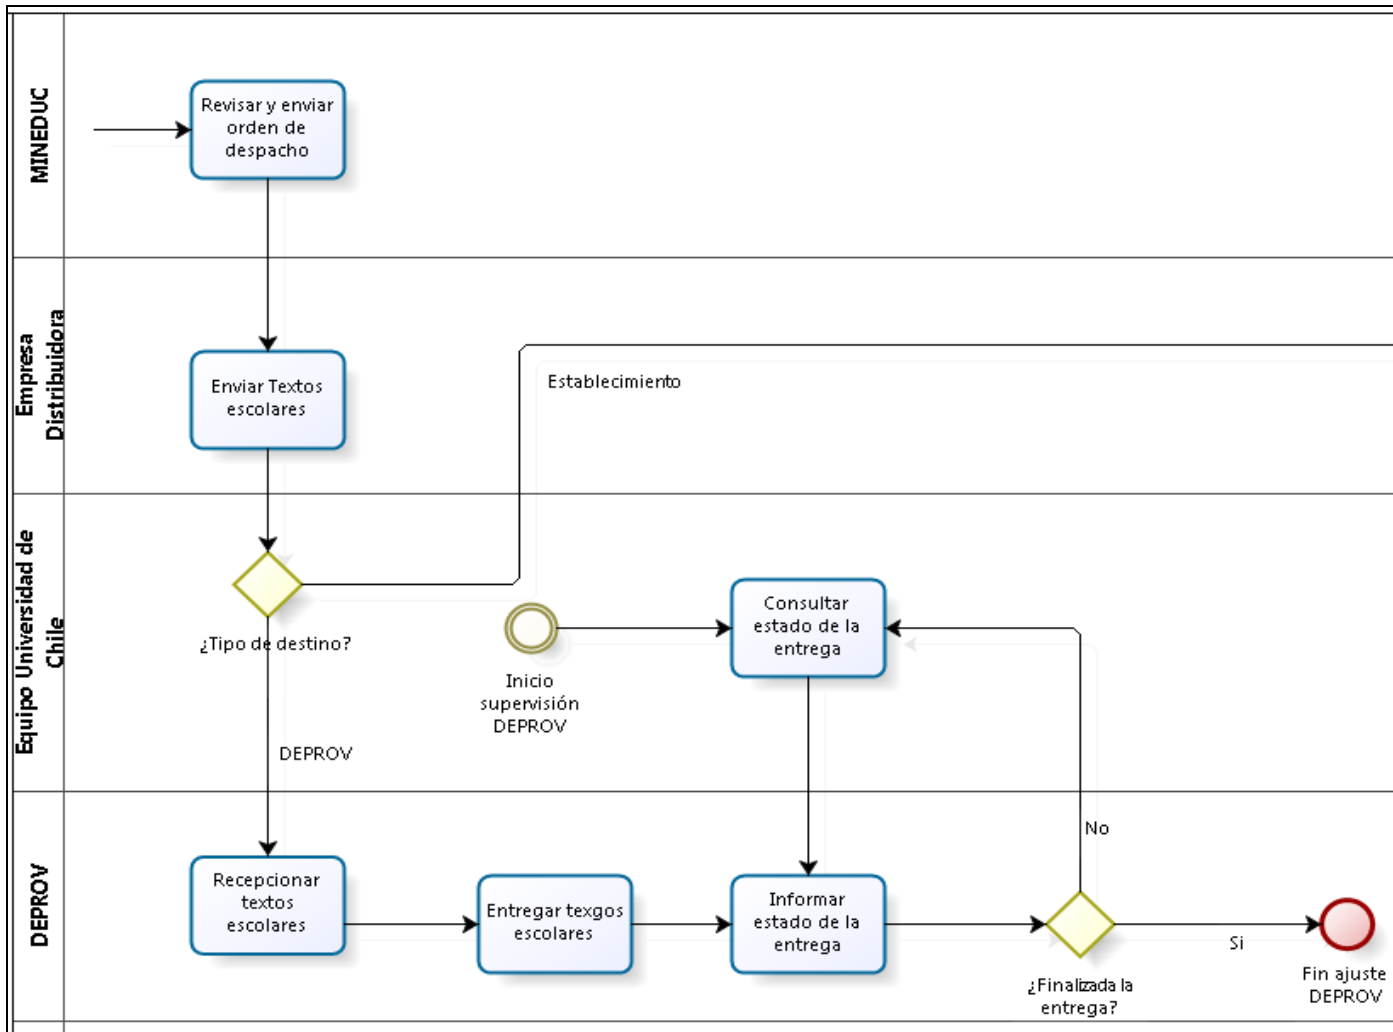 MINEDUC
Revisar y enviar
orden de
despacho
Empresa
Distribuidora
Enviar Textos
escolares
Establecimiento
Equipo Universidad de
Chile
¿Tipo de destino?
DEPROV
Inicio
supervisión
DEPROV
Consultar
estado de la
entrega
DEPROV
Recepcionar
textos
escolares
Entregar texgos
escolares
Informar
estado de la
entrega
No
¿Finalizada la
entrega?
Si
Fin ajuste
DEPROV